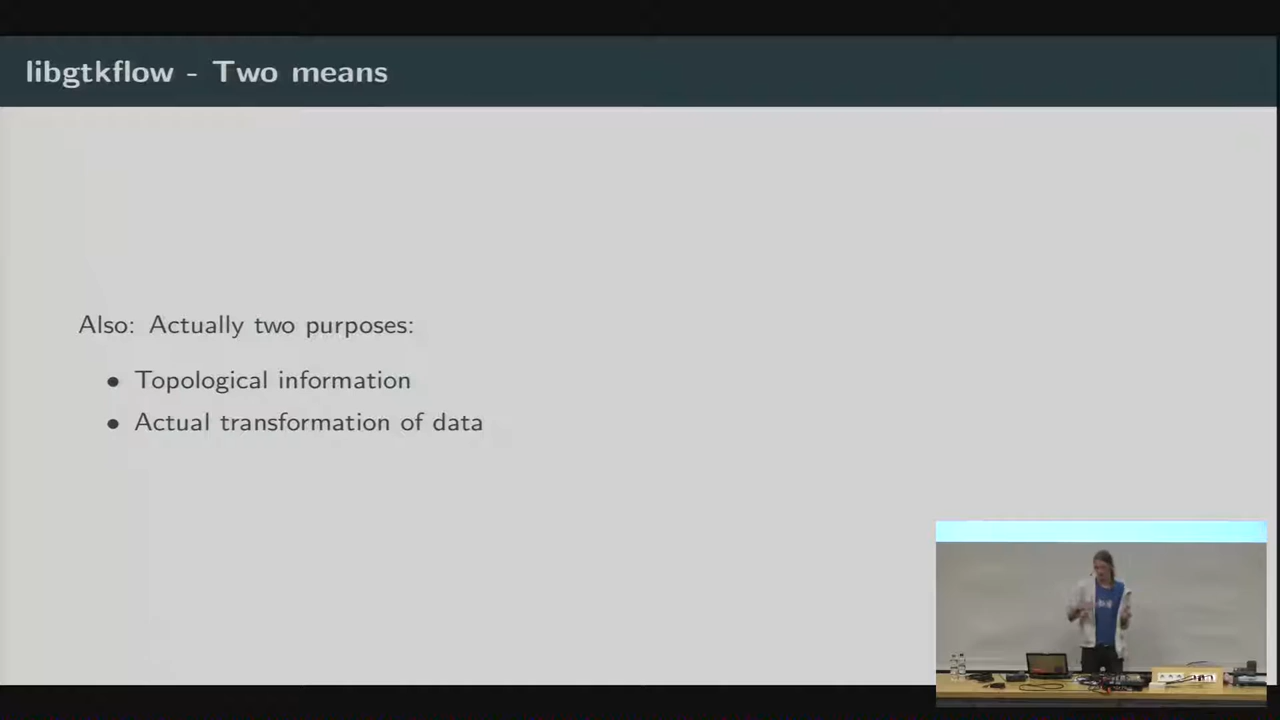 libgtkflow - Two means
Also: Actually two purposes:
• Topological information
• Actual transformation of data